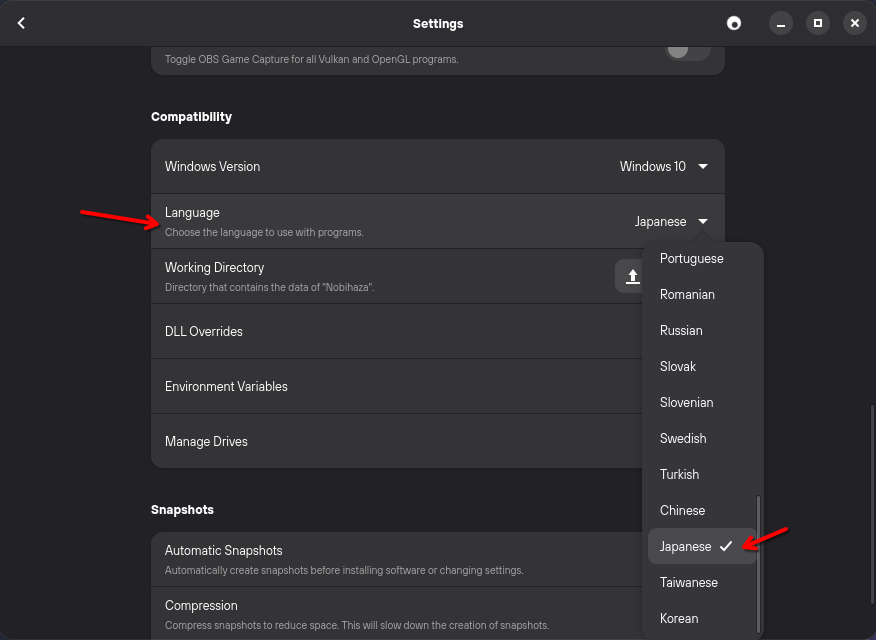 Settings
Toggle OBS Game Capture for all Vulkan and OpenGL programs.
Compatibility
Windows Version
Windows 10
Language
Choose the language to use with programs.
Japanese
Working Directory
Directory that contains the data of "Nobihaza".
DLL Overrides
Environment Variables
Manage Drives
Portuguese
Romanian
Russian
Slovak
Slovenian
Swedish
Turkish
Chinese
Japanese
Taiwanese
Korean
Snapshots
Automatic Snapshots
Automatically create snapshots before installing software or changing settings.
Compression
Compress snapshots to reduce space. This will slow down the creation of snapshots.